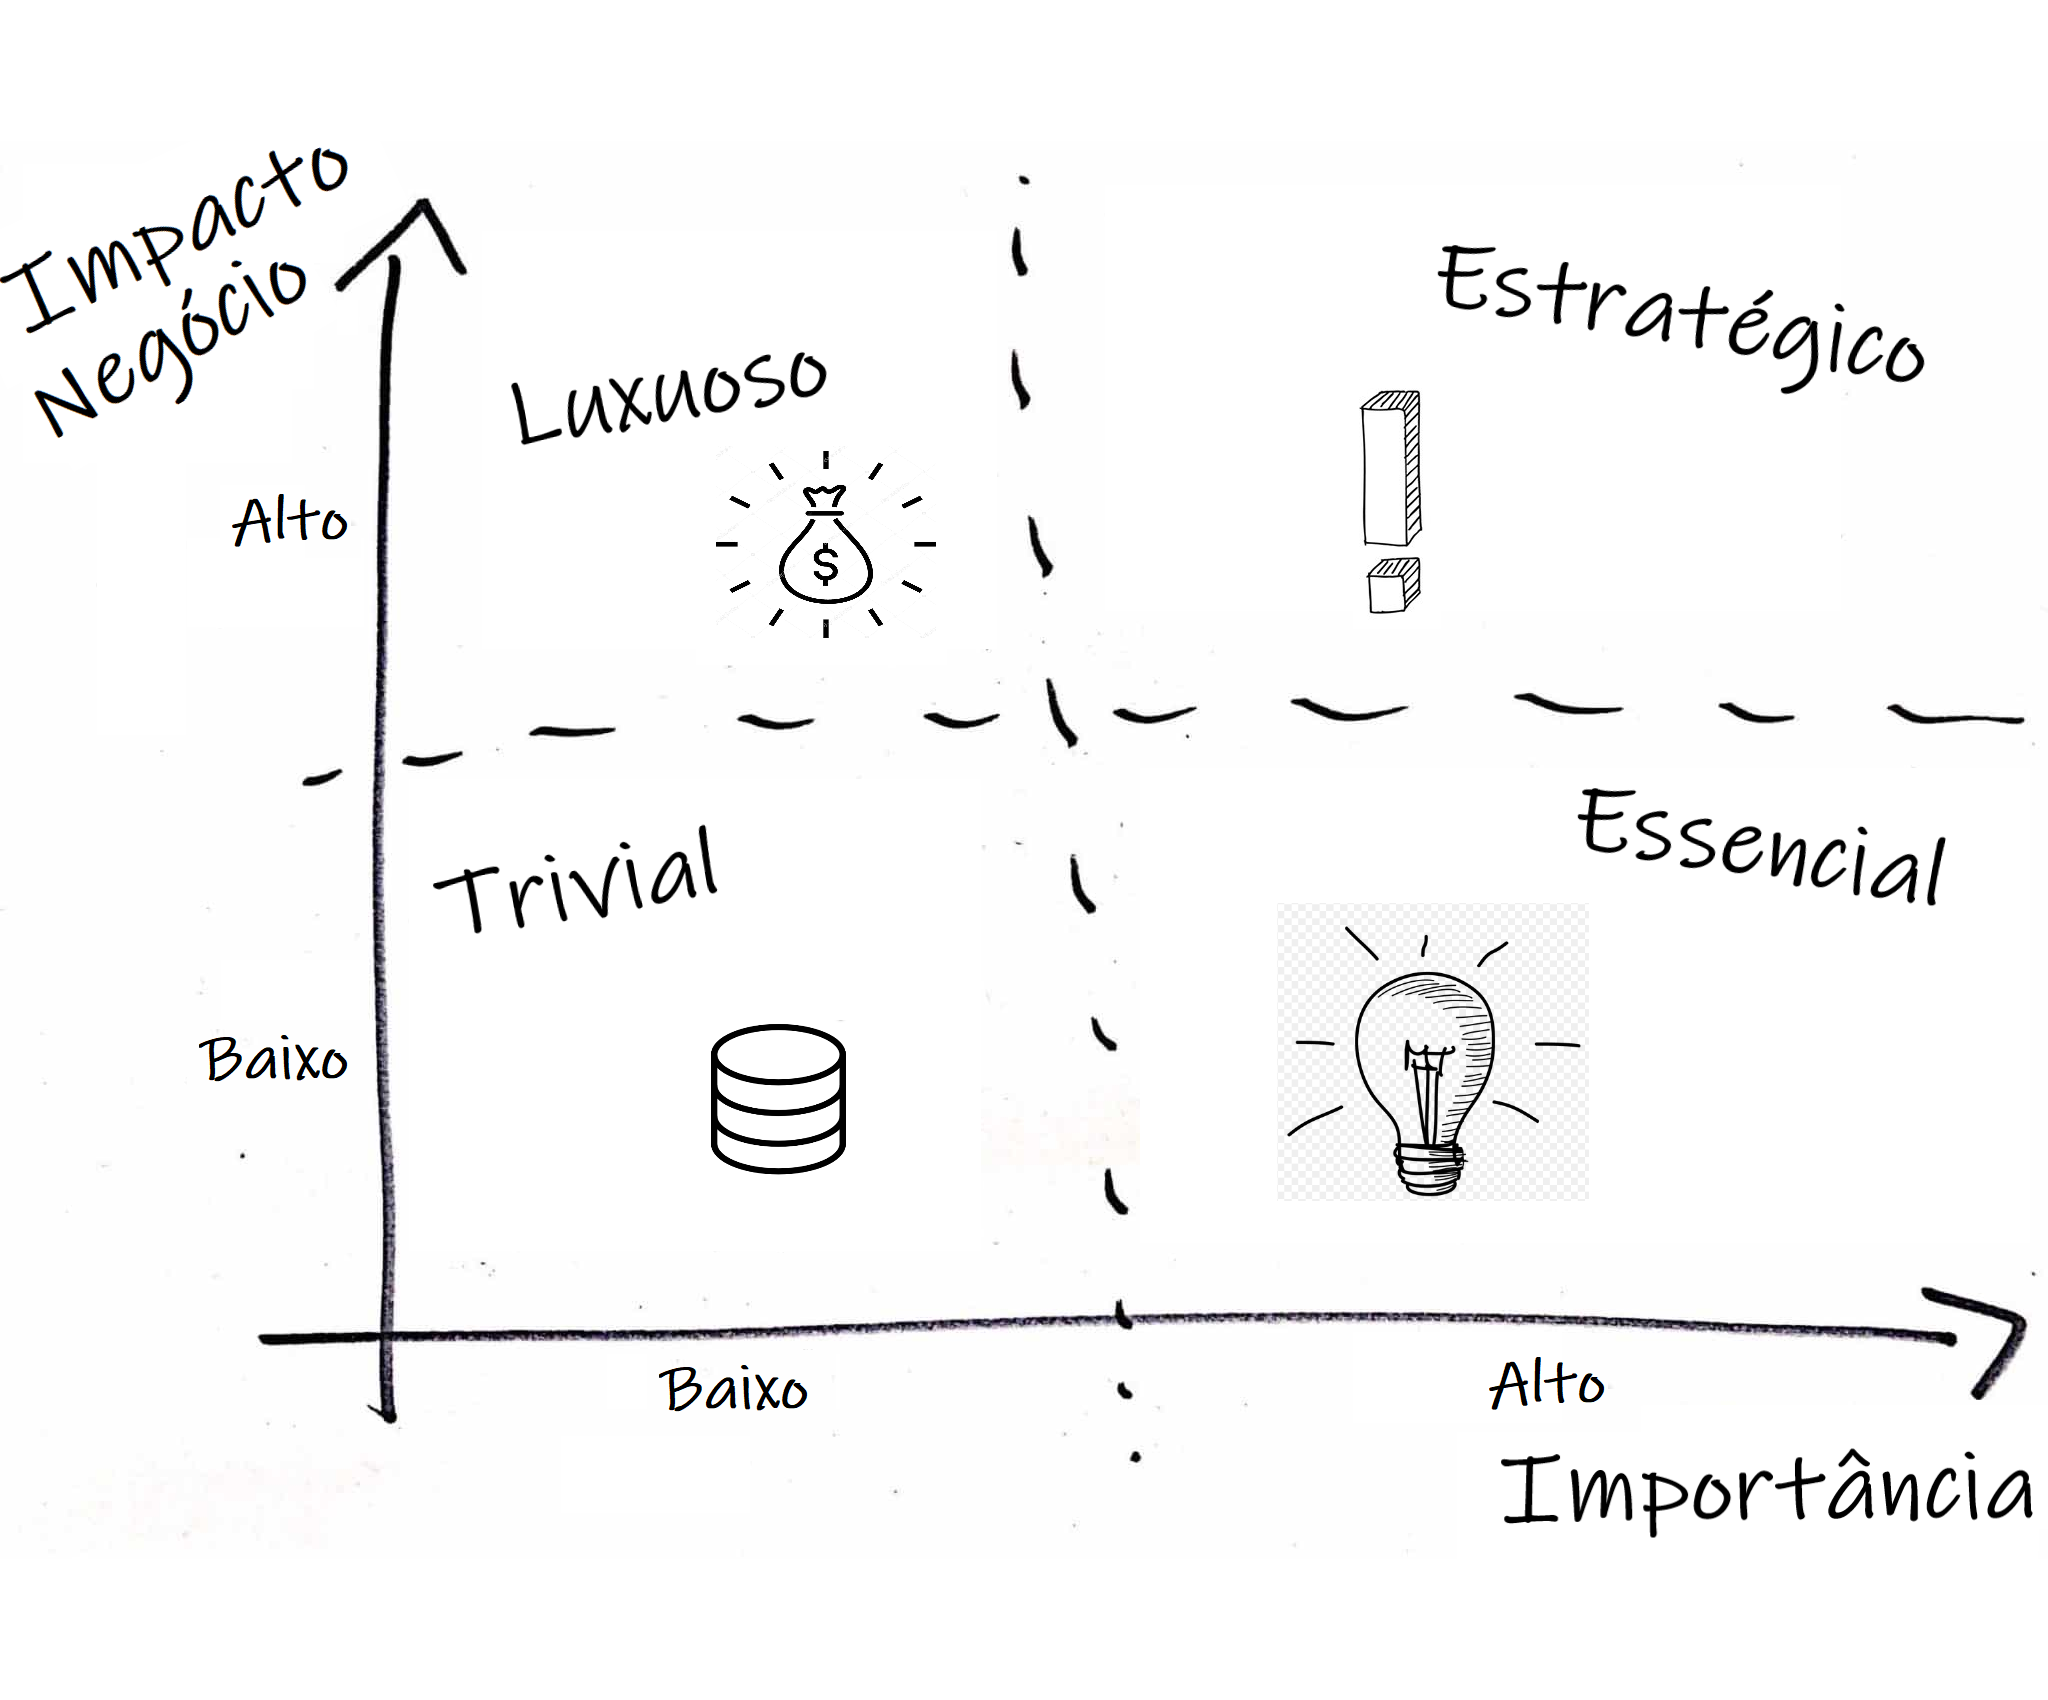 Impacto
Negócio
Estratégico
Luxuoso
$
Alto
Essencial
Trivial
Baixo
Baixo
Alto
Importância